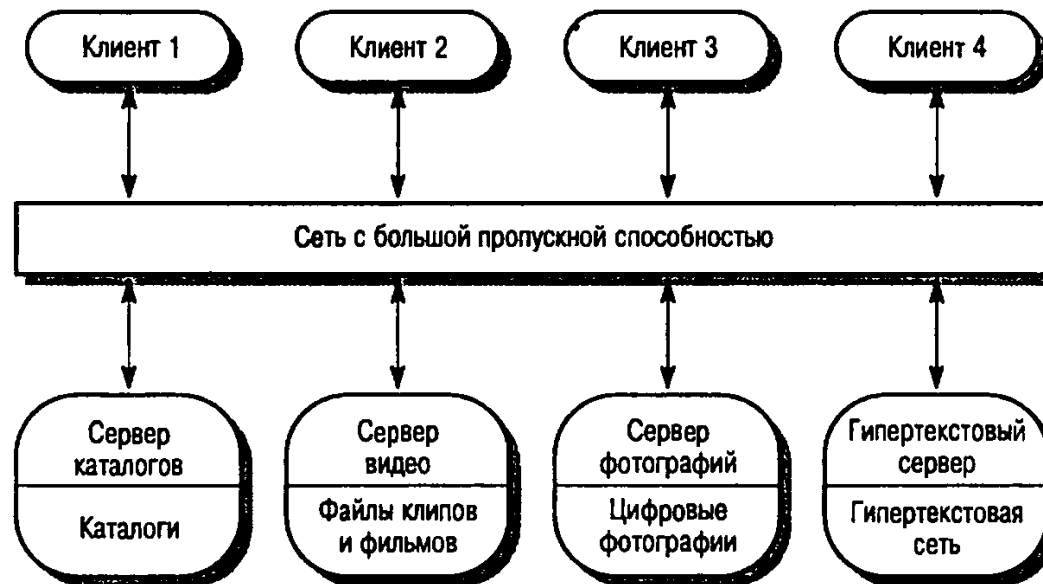 Клиент 1
Клиент 2
Клиент 3
Клиент 4
Сеть с большой пропускной способностью
Сервер
каталогов
Каталоги
Сервер
видео
Файлы клипов
и фильмов
Сервер
фотографий
Цифровые
фотографии
Гипертекстовый
сервер
Гипертекстовая
сеть